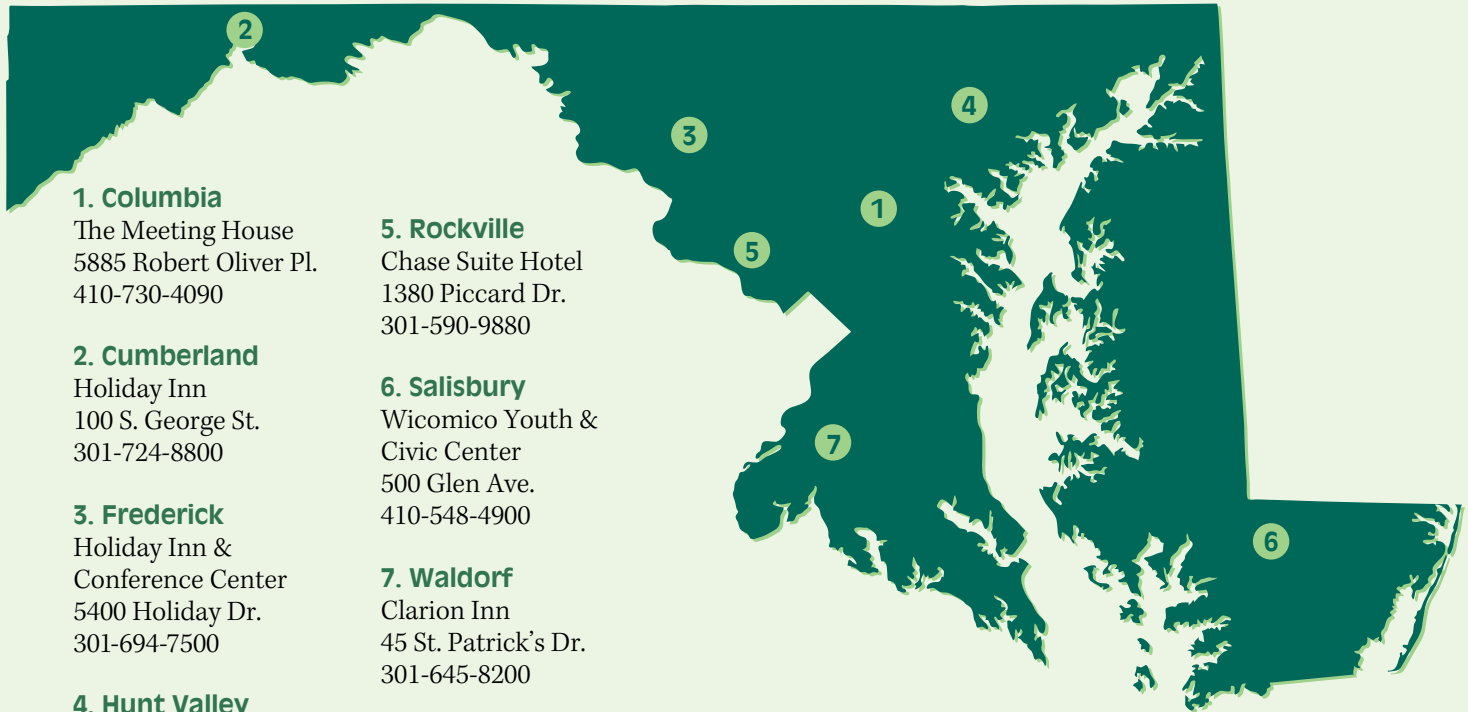 1. Columbia
The Meeting House
5885 Robert Oliver Pl.
410-730-4090
2. Cumberland
Holiday Inn
100 S. George St.
301-724-8800
3. Frederick
Holiday Inn &
Conference Center
5400 Holiday Dr.
301-694-7500
4. Hunt Valley
5. Rockville
Chase Suite Hotel
1380 Piccard Dr.
301-590-9880
6. Salisbury
Wicomico Youth &
Civic Center
500 Glen Ave.
410-548-4900
7. Waldorf
Clarion Inn
45 St. Patrick's Dr.
301-645-8200
2
4
3
1
5
7
6